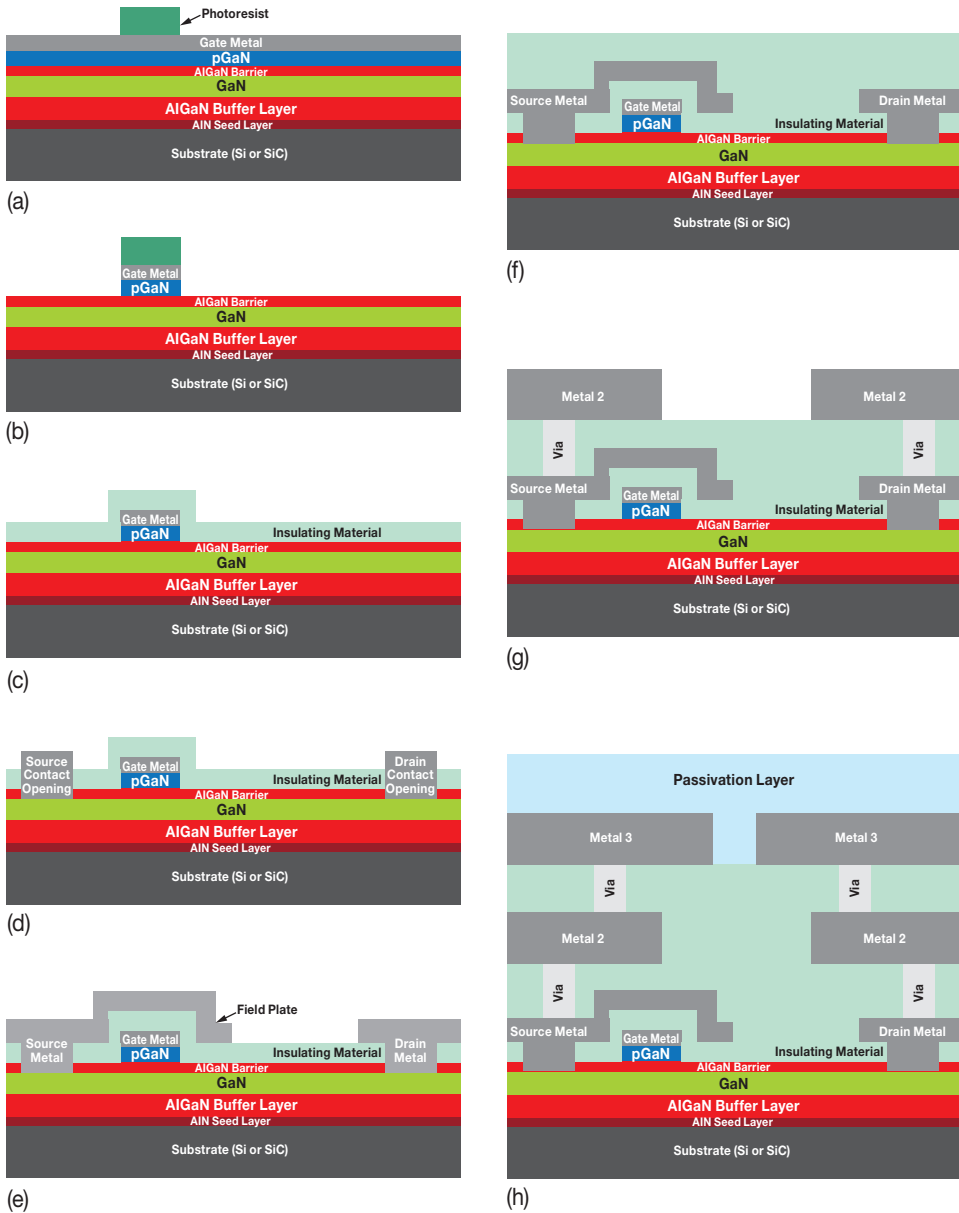 Photoresist
Gate Metal
pGaN
AlGaN Barrier
GaN
AlGaN Buffer Layer
AlN Seed Layer
Substrate (Si or SiC)
(a)
Gate Metal
pGaN
AlGaN Barrier
GaN
AlGaN Buffer Layer
AlN Seed Layer
Substrate (Si or SiC)
(b)
Gate Metal
pGaN
Insulating Material
AlGaN Barrier
GaN
AlGaN Buffer Layer
AlN Seed Layer
Substrate (Si or SiC)
(c)
Source
Contact
Opening
Gate Metal
pGaN
Insulating Material
Drain
Contact
Opening
AlGaN Barrier
GaN
AlGaN Buffer Layer
AlN Seed Layer
Substrate (Si or SiC)
(d)
Field Plate
Source
Metal
Gate Metal
pGaN
Insulating Material
Drain
Metal
AlGaN Barrier
GaN
AlGaN Buffer Layer
AlN Seed Layer
Substrate (Si or SiC)
(e)
Source Metal
Gate Metal
pGaN
Drain Metal
Insulating Material
AlGaN Barrier
GaN
AlGaN Buffer Layer
AlN Seed Layer
Substrate (Si or SiC)
(f)
Metal 2
Metal 2
Via
Via
Source Metal
Gate Metal
pGaN
Drain Metal
Insulating Material
AlGaN Barrier
GaN
AlGaN Buffer Layer
AlN Seed Layer
Substrate (Si or SiC)
(g)
Passivation Layer
Metal 3
Metal 3
Via
Via
Metal 2
Metal 2
Via
Via
Source Metal
Gate Metal
pGaN
Drain Metal
Insulating Material
AlGaN Barrier
GaN
AlGaN Buffer Layer
AlN Seed Layer
Substrate (Si or SiC)
(h)